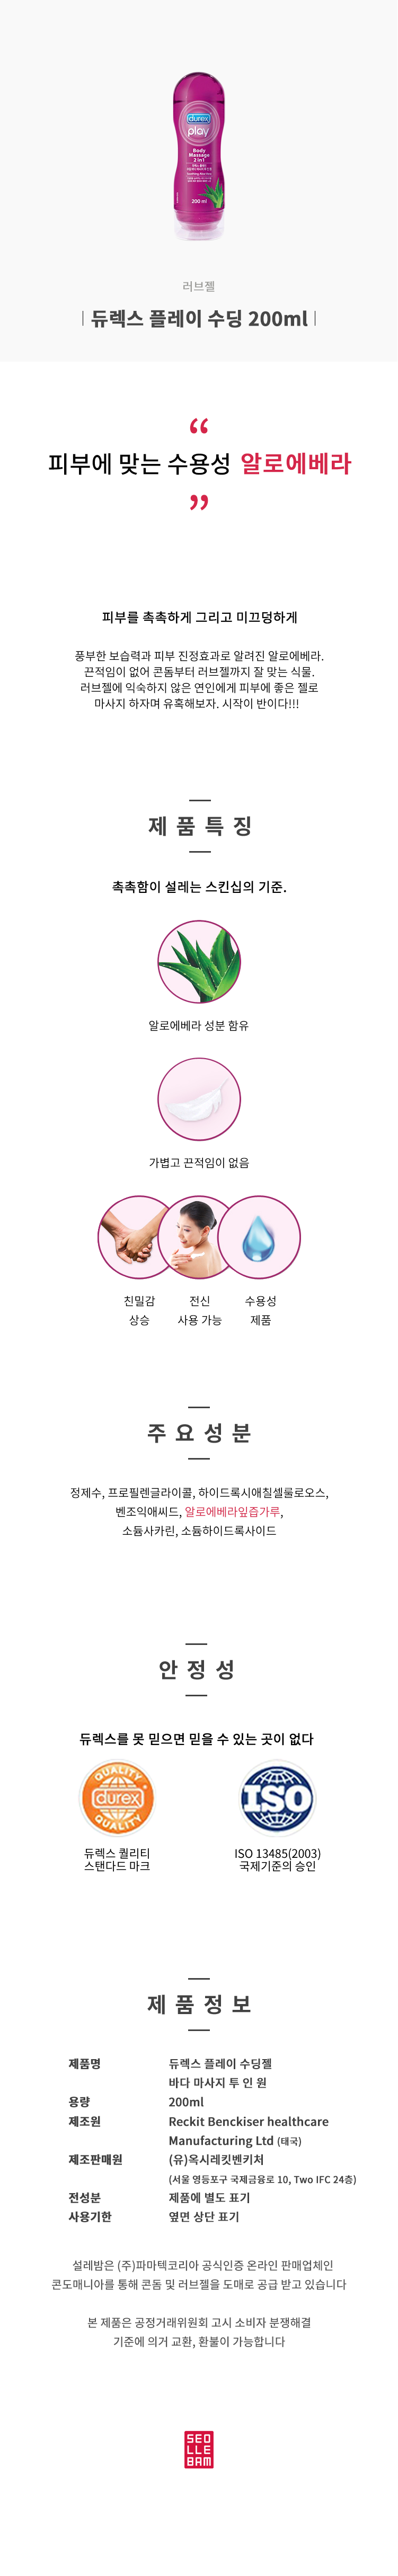 durex
play
Body
Massage
2 in 1
200 ml
러브젤
듀렉스 플레이 수딩 200ml
“
피부에 맞는 수용성 알로에베라
”
피부를 촉촉하게 그리고 미끄덩하게
풍부한 보습력과 피부 진정효과로 알려진 알로에베라.
끈적임이 없어 콘돔부터 러브젤까지 잘 맞는 식물.
러브젤에 익숙하지 않은 연인에게 피부에 좋은 젤로
마사지 하자며 유혹해보자. 시작이 반이다!!!
제품특징
촉촉함이 설레는 스킨십의 기준.
알로에베라 성분 함유
가볍고 끈적임이 없음
친밀감 전신 수용성
상승 사용 가능 제품
주요성분
정제수, 프로필렌글라이콜, 하이드록시애칠셀룰로오스,
벤조익애씨드, 알로에베라잎즙가루,
소듐사카린, 소듐하이드록사이드
안정성
듀렉스를 못 믿으면 믿을 수 있는 곳이 없다
QUALITY
durex
QUALITY
ISO
듀렉스 퀄리티 ISO 13485(2003)
스탠다드 마크 국제기준의 승인
제품정보
제품명 듀렉스 플레이 수딩젤
바다 마사지 투 인 원
용량 200ml
제조원 Reckit Benckiser healthcare
Manufacturing Ltd (태국)
제조판매원 (유)옥시레킷벤키처
(서울 영등포구 국제금융로 10, Two IFC 24층)
전성분 제품에 별도 표기
사용기한 옆면 상단 표기
설레밤은 (주)파마텍코리아 공식인증 온라인 판매업체인
콘도매니아를 통해 콘돔 및 러브젤을 도매로 공급 받고 있습니다
본 제품은 공정거래위원회 고시 소비자 분쟁해결
기준에 의거 교환, 환불이 가능합니다
SEO
LLE
BAM